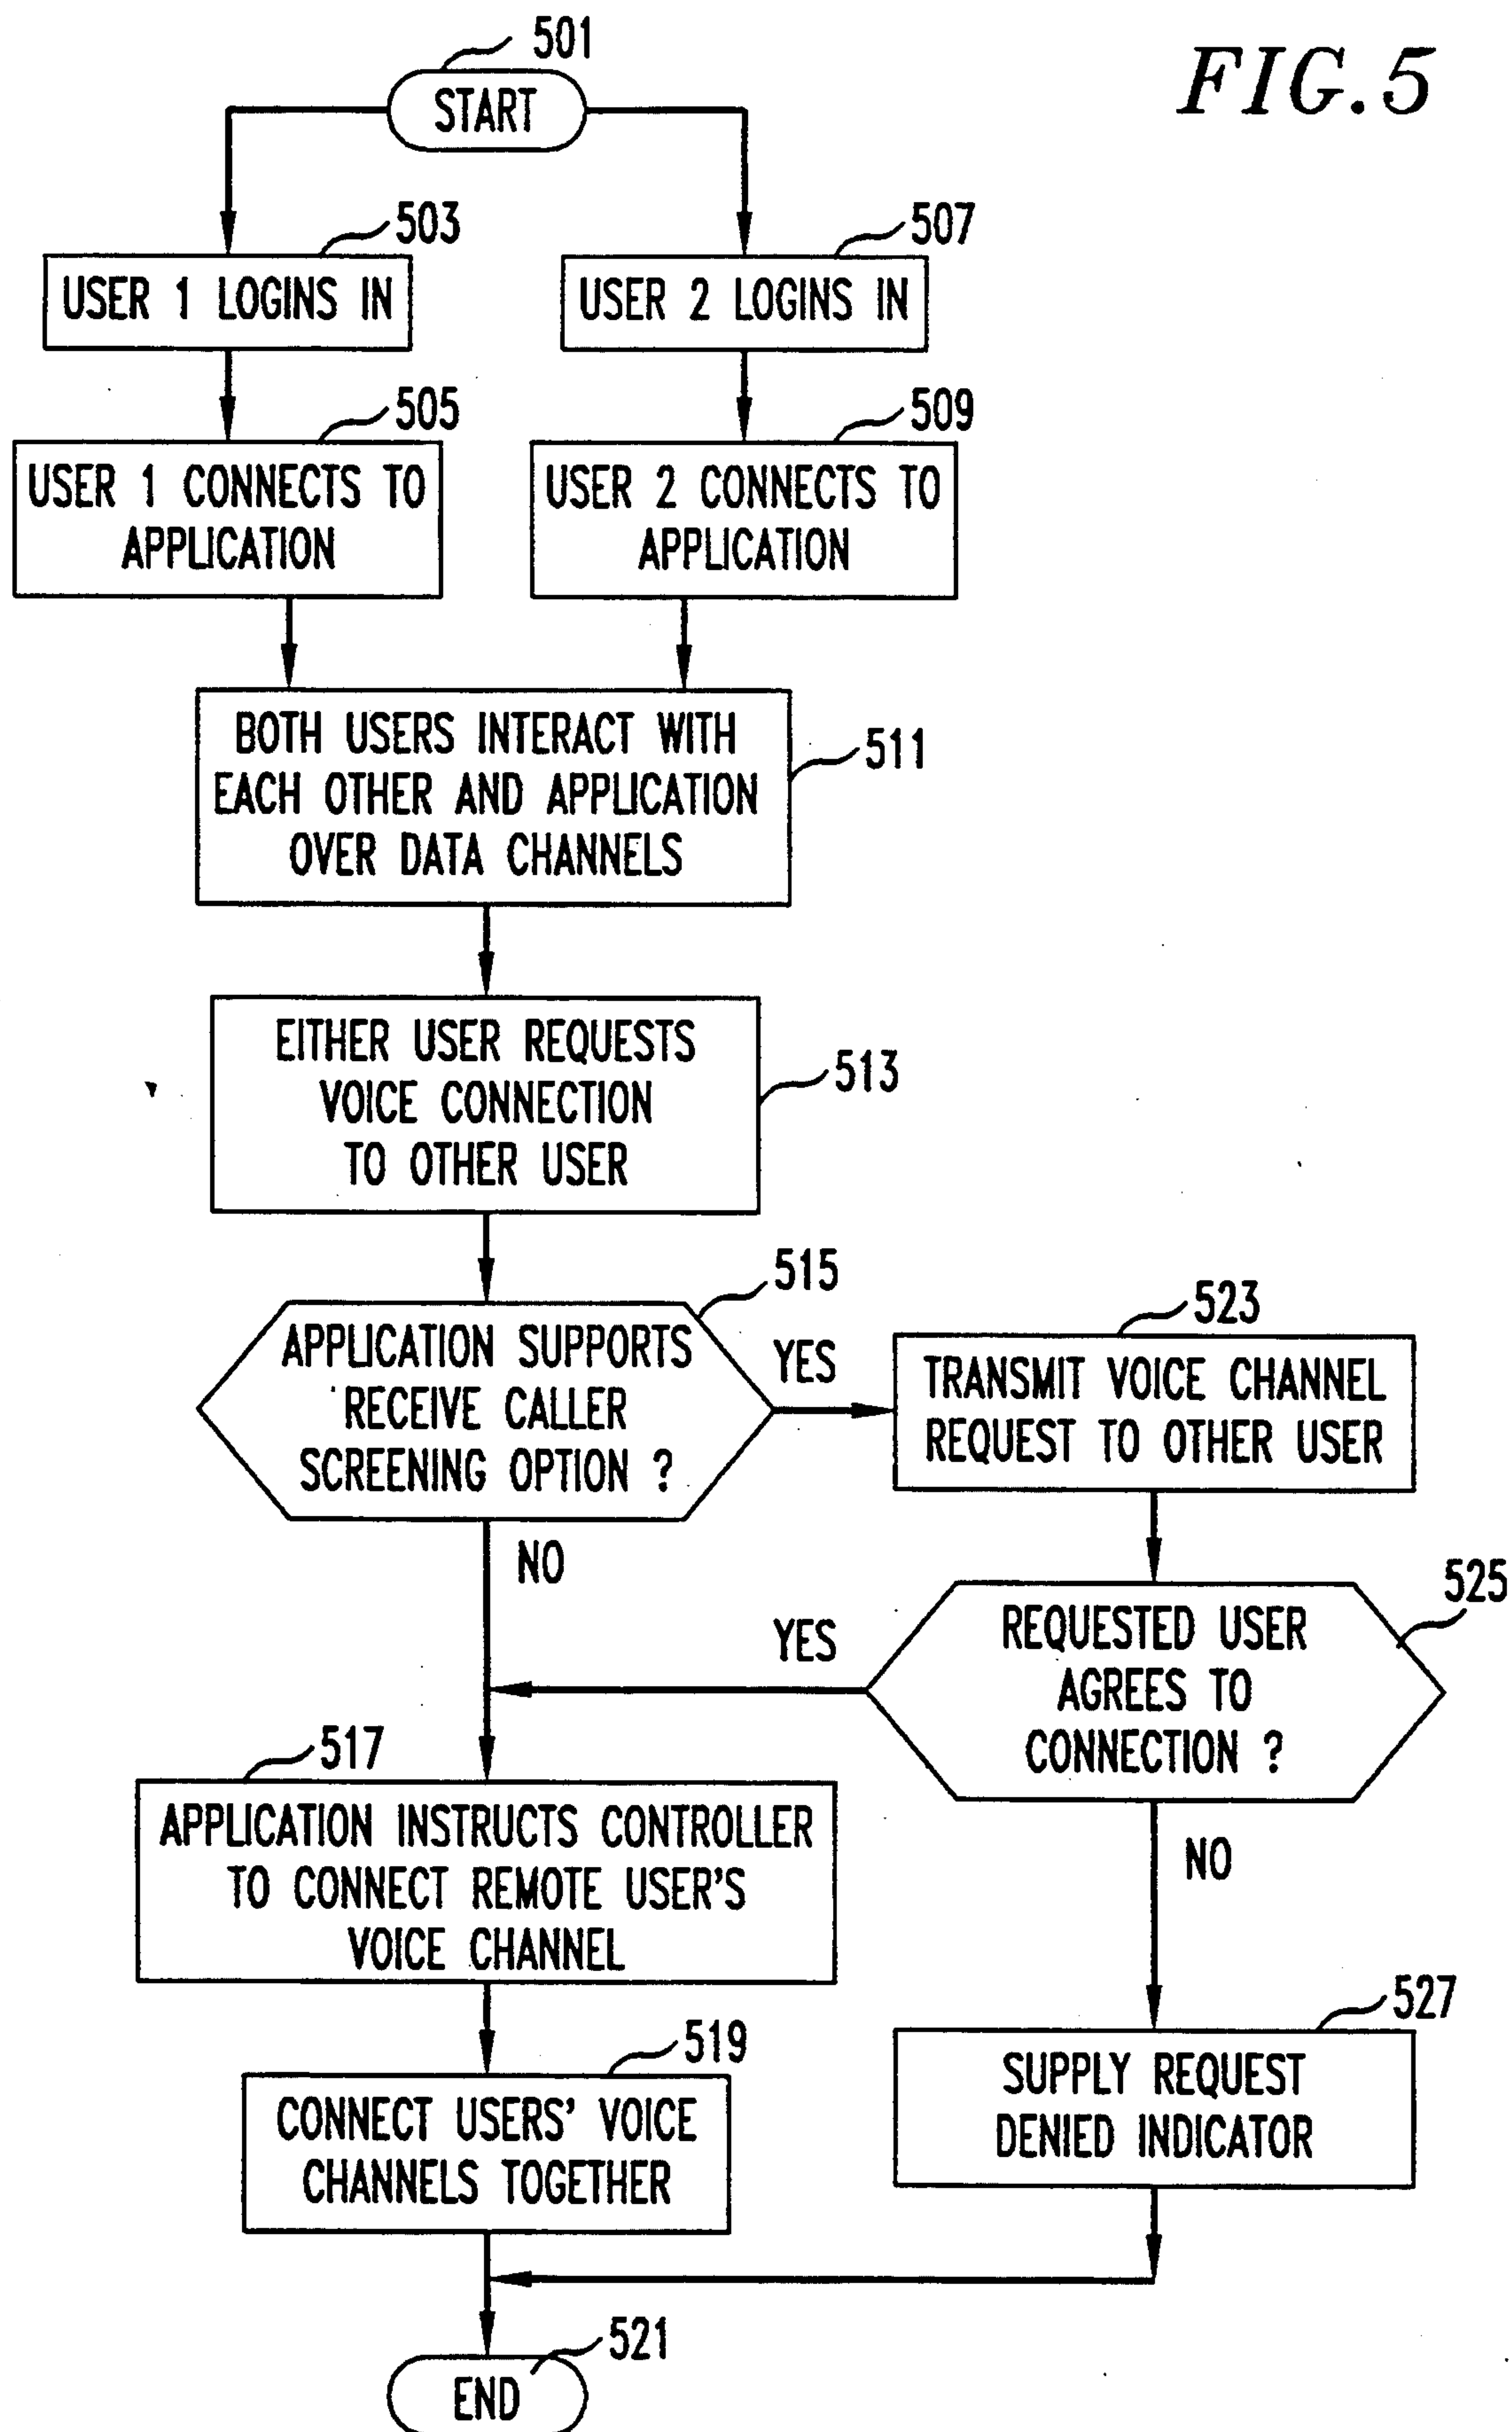 FIG. 5
501
START
503
USER 1 LOGINS IN
507
USER 2 LOGINS IN
505
USER 1 CONNECTS TO
APPLICATION
509
USER 2 CONNECTS TO
APPLICATION
BOTH USERS INTERACT WITH
EACH OTHER AND APPLICATION
OVER DATA CHANNELS
511
EITHER USER REQUESTS
VOICE CONNECTION
TO OTHER USER
513
515
APPLICATION SUPPORTS
RECEIVE CALLER
SCREENING OPTION ?
YES
NO
523
TRANSMIT VOICE CHANNEL
REQUEST TO OTHER USER
525
REQUESTED USER
AGREES TO
CONNECTION ?
YES
NO
517
APPLICATION INSTRUCTS CONTROLLER
TO CONNECT REMOTE USER'S
VOICE CHANNEL
519
CONNECT USERS' VOICE
CHANNELS TOGETHER
527
SUPPLY REQUEST
DENIED INDICATOR
521
END